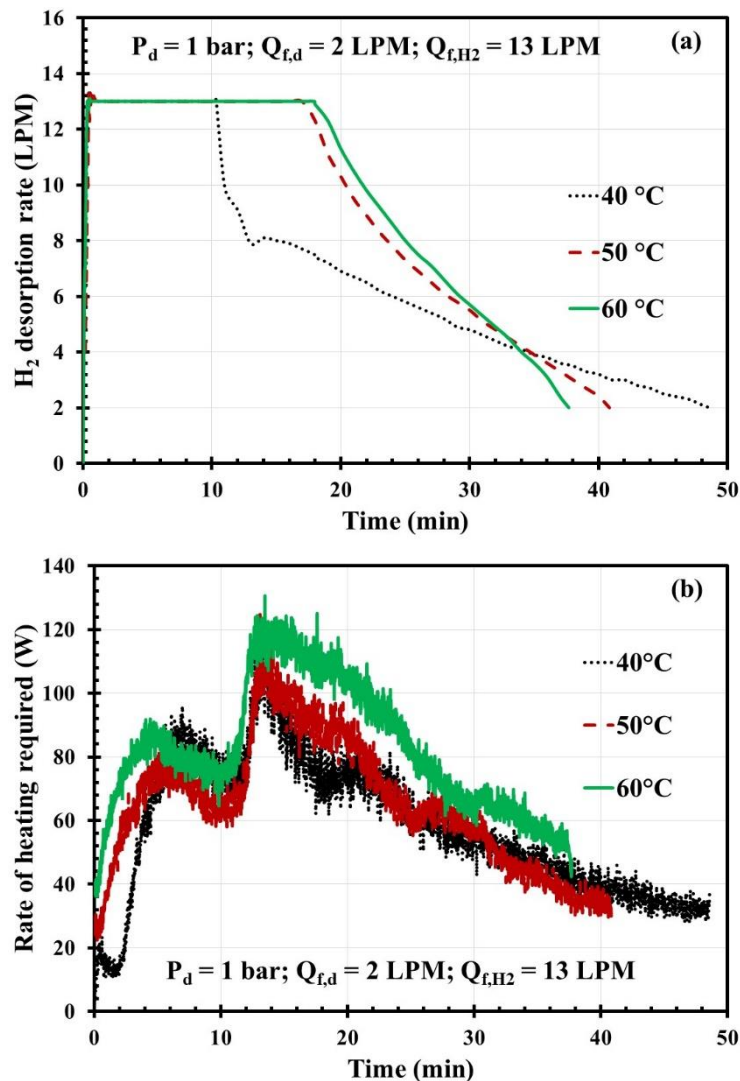 P_d = 1 bar; Q_f,d = 2 LPM; Q_f,H2 = 13 LPM
(a)
H₂ desorption rate (LPM)
16
14
12
10
8
6
4
2
0
40 °C
50 °C
60 °C
0 10 20 30 40 50
Time (min)
(b)
Rate of heating required (W)
140
120
100
80
60
40
20
0
40°C
50°C
60°C
P_d = 1 bar; Q_f,d = 2 LPM; Q_f,H2 = 13 LPM
0 10 20 30 40 50
Time (min)